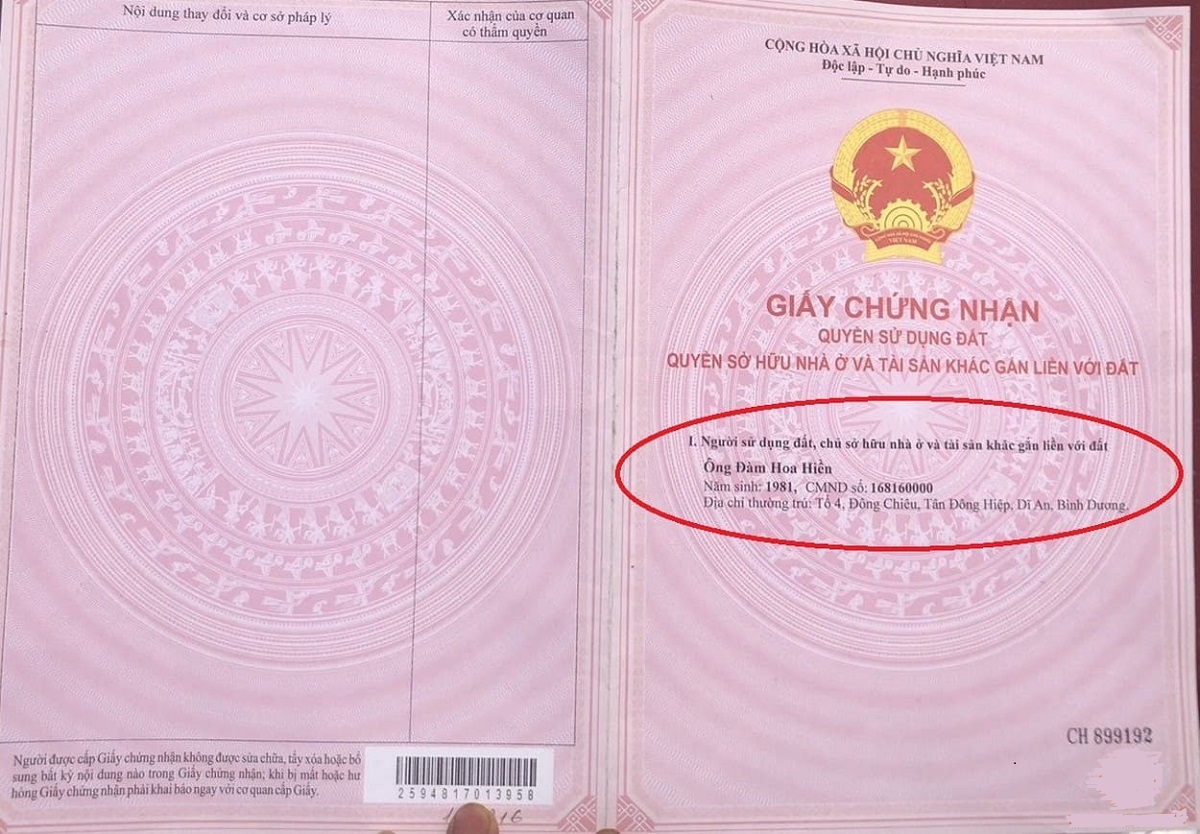 Nội dung thay đổi và cơ sở pháp lý
Xác nhận của cơ quan
có thẩm quyền
Người được cấp Giấy chứng nhận không được sửa chữa, tẩy xóa hoặc bổ
sung bất kỳ nội dung nào trong Giấy chứng nhận; khi bị mất hoặc hư
hỏng Giấy chứng nhận phải khai báo ngay với cơ quan cấp Giấy.
2594817013958
CỘNG HÒA XÃ HỘI CHỦ NGHĨA VIỆT NAM
Độc lập - Tự do - Hạnh phúc
VIỆT NAM
GIẤY CHỨNG NHẬN
QUYỀN SỬ DỤNG ĐẤT
QUYỀN SỞ HỮU NHÀ Ở VÀ TÀI SẢN KHÁC GẮN LIỀN VỚI ĐẤT
I. Người sử dụng đất, chủ sở hữu nhà ở và tài sản khác gắn liền với đất
Ông Đàm Hoa Hiền
Năm sinh: 1981, CMND số: 168160000
Địa chỉ thường trú: Tổ 4, Đông Chiêu, Tân Đông Hiệp, Dĩ An, Bình Dương.
CH 899192